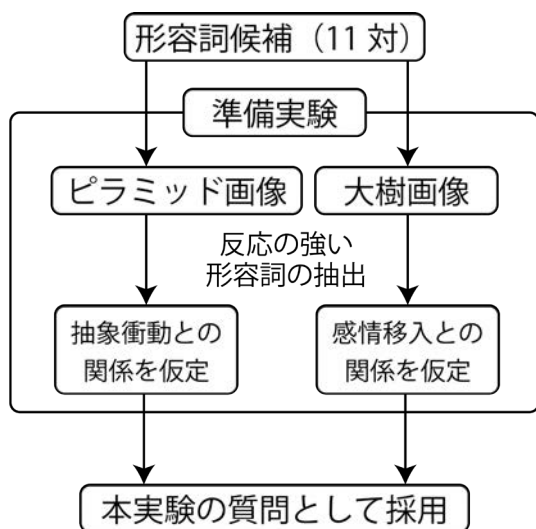 形容詞候補（11 対）
準備実験
ピラミッド画像
大樹画像
反応の強い
形容詞の抽出
抽象衝動との
関係を仮定
感情移入との
関係を仮定
本実験の質問として採用